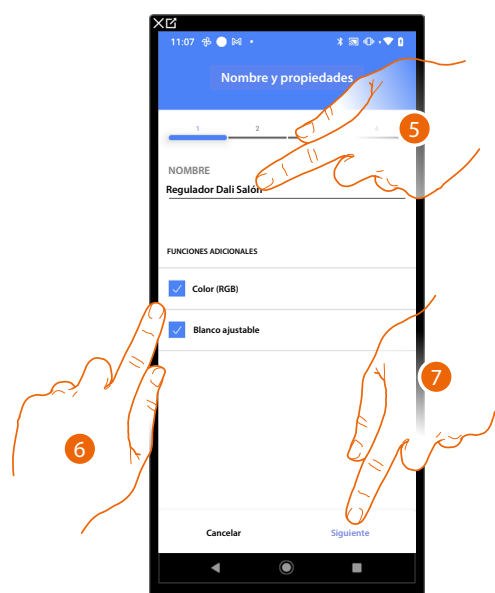 11:07
Nombre y propiedades
1 2 4
5
NOMBRE
Regulador Dali Salón
FUNCIONES ADICIONALES
Color (RGB)
Blanco ajustable
7
6
Cancelar Siguiente